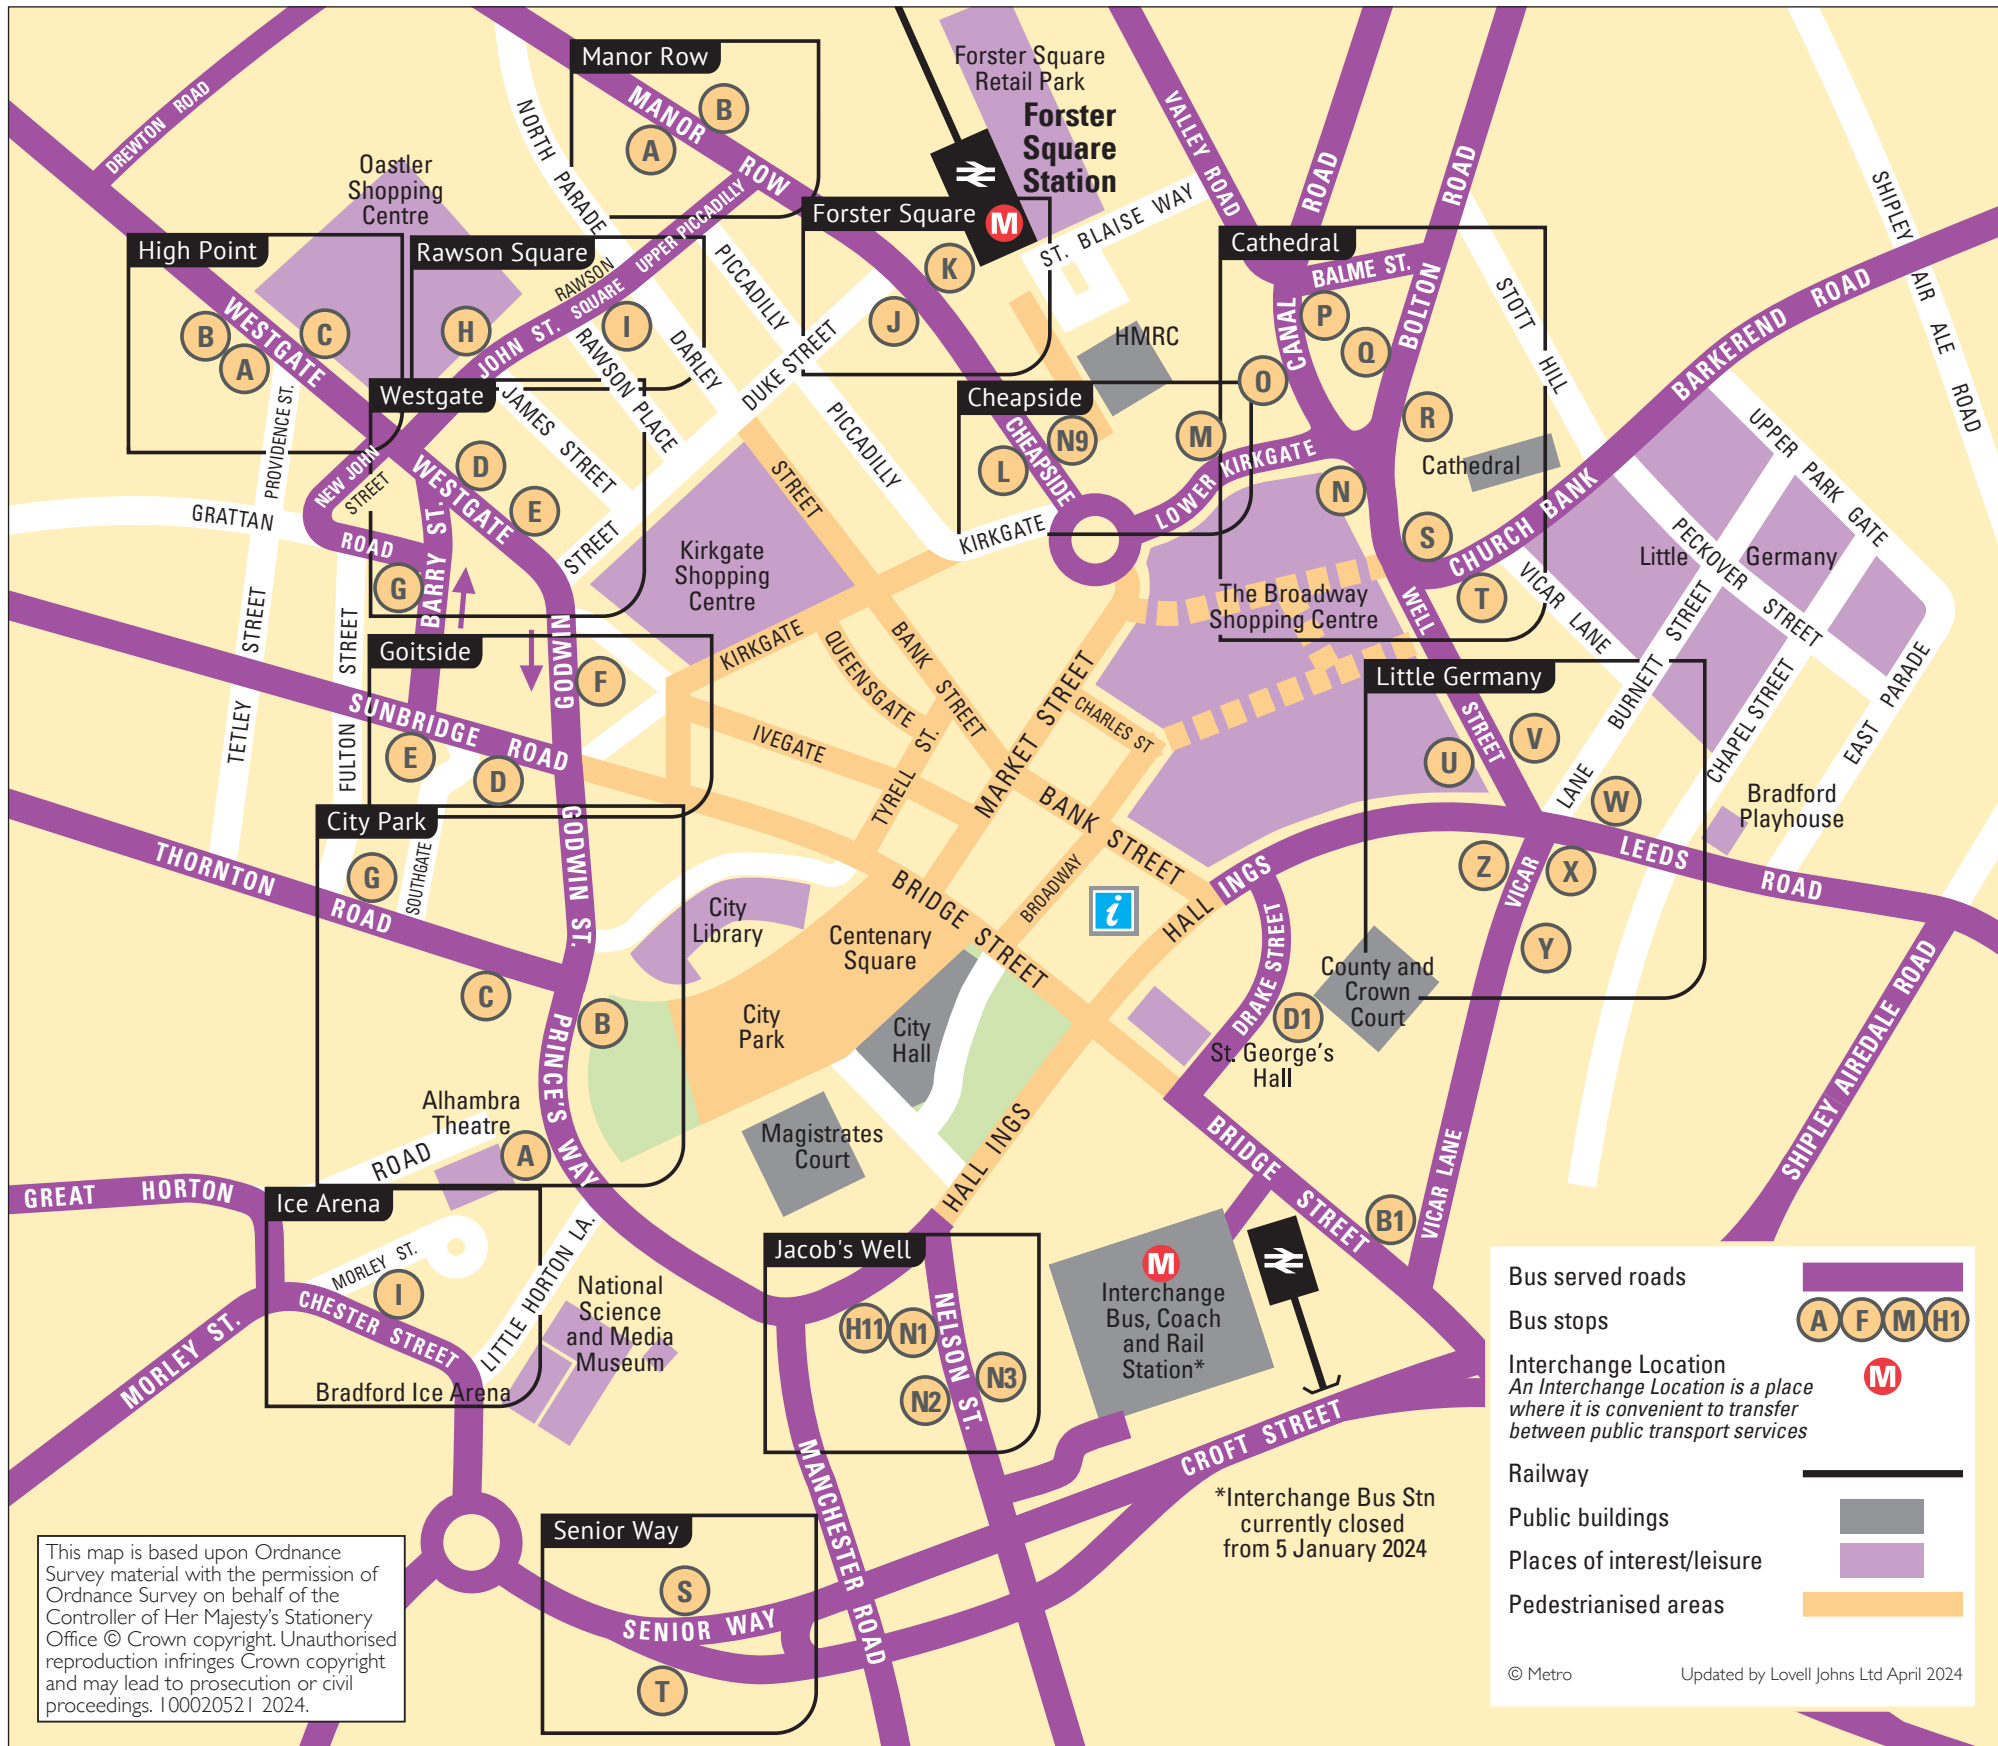 Manor Row
MANOR
ROW
B
A
DREWTON ROAD
NORTH PARADE
Oastler
Shopping
Centre
Forster Square
Retail Park
Forster
Square
Station
M
VALLEY ROAD
ROAD
BOLTON ROAD
ST. BLAISE WAY
SHIPLEY AIR ALE ROAD
Forster Square
K
J
High Point
WESTGATE
B
A
C
Rawson Square
H
I
RAWSON
JOHN ST. SQUARE UPPER PICCADILLY
RAWSON PLACE
PICCADILLY
PICCADILLY
DARLEY
STREET
DUKE STREET
HMRC
Cathedral
BALME ST.
CANAL
P
Q
O
R
Cathedral
N
S
T
STOTT HILL
BARKEREND ROAD
CHURCH BANK
UPPER PARK GATE
Westgate
JAMES STREET
D
E
G
WESTGATE
PROVIDENCE ST.
NEW JOHN
STREET
GRATTAN
ROAD
BARRY ST.
STREET
Cheapside
CHEAPSIDE
L
N9
M
KIRKGATE
LOWER KIRKGATE
Kirkgate
Shopping
Centre
KIRKGATE
The Broadway
Shopping Centre
Little Germany
PECKOVER STREET
VICAR LANE
BURNETT STREET
CHAPEL STREET
EAST PARADE
WELL
STREET
TETLEY STREET
FULTON STREET
Goitside
GODWIN
F
E
D
SUNBRIDGE ROAD
QUEENSGATE
BANK
STREET
IVEGATE
TYRELL ST.
MARKET STREET
CHARLES ST
BANK STREET
BROADWAY
Little Germany
U
V
W
Z
X
Y
LANE
VICAR
LEEDS ROAD
Bradford
Playhouse
City Park
G
C
B
A
SOUTHGATE
GODWIN ST.
THORNTON ROAD
City
Library
Centenary
Square
BRIDGE STREET
i
HALL INGS
DRAKE STREET
County and
Crown
Court
D1
St. George's
Hall
City
Park
City
Hall
PRINCE'S WAY
Alhambra
Theatre
Magistrates
Court
HALL INGS
BRIDGE STREET
B1
VICAR LANE
SHIPLEY AIREDALE ROAD
GREAT HORTON
ROAD
Ice Arena
MORLEY ST.
I
CHESTER STREET
MORLEY ST.
LITTLE HORTON LA.
National
Science
and Media
Museum
Bradford Ice Arena
Jacob's Well
H11
N1
N2
N3
NELSON ST.
MANCHESTER ROAD
M
Interchange
Bus, Coach
and Rail
Station*
CROFT STREET
*Interchange Bus Stn
currently closed
from 5 January 2024
Senior Way
S
SENIOR WAY
T
This map is based upon Ordnance
Survey material with the permission of
Ordnance Survey on behalf of the
Controller of Her Majesty's Stationery
Office © Crown copyright. Unauthorised
reproduction infringes Crown copyright
and may lead to prosecution or civil
proceedings. 100020521 2024.
Bus served roads
Bus stops A F M H1
Interchange Location M
An Interchange Location is a place
where it is convenient to transfer
between public transport services
Railway
Public buildings
Places of interest/leisure
Pedestrianised areas
© Metro Updated by Lovell Johns Ltd April 2024